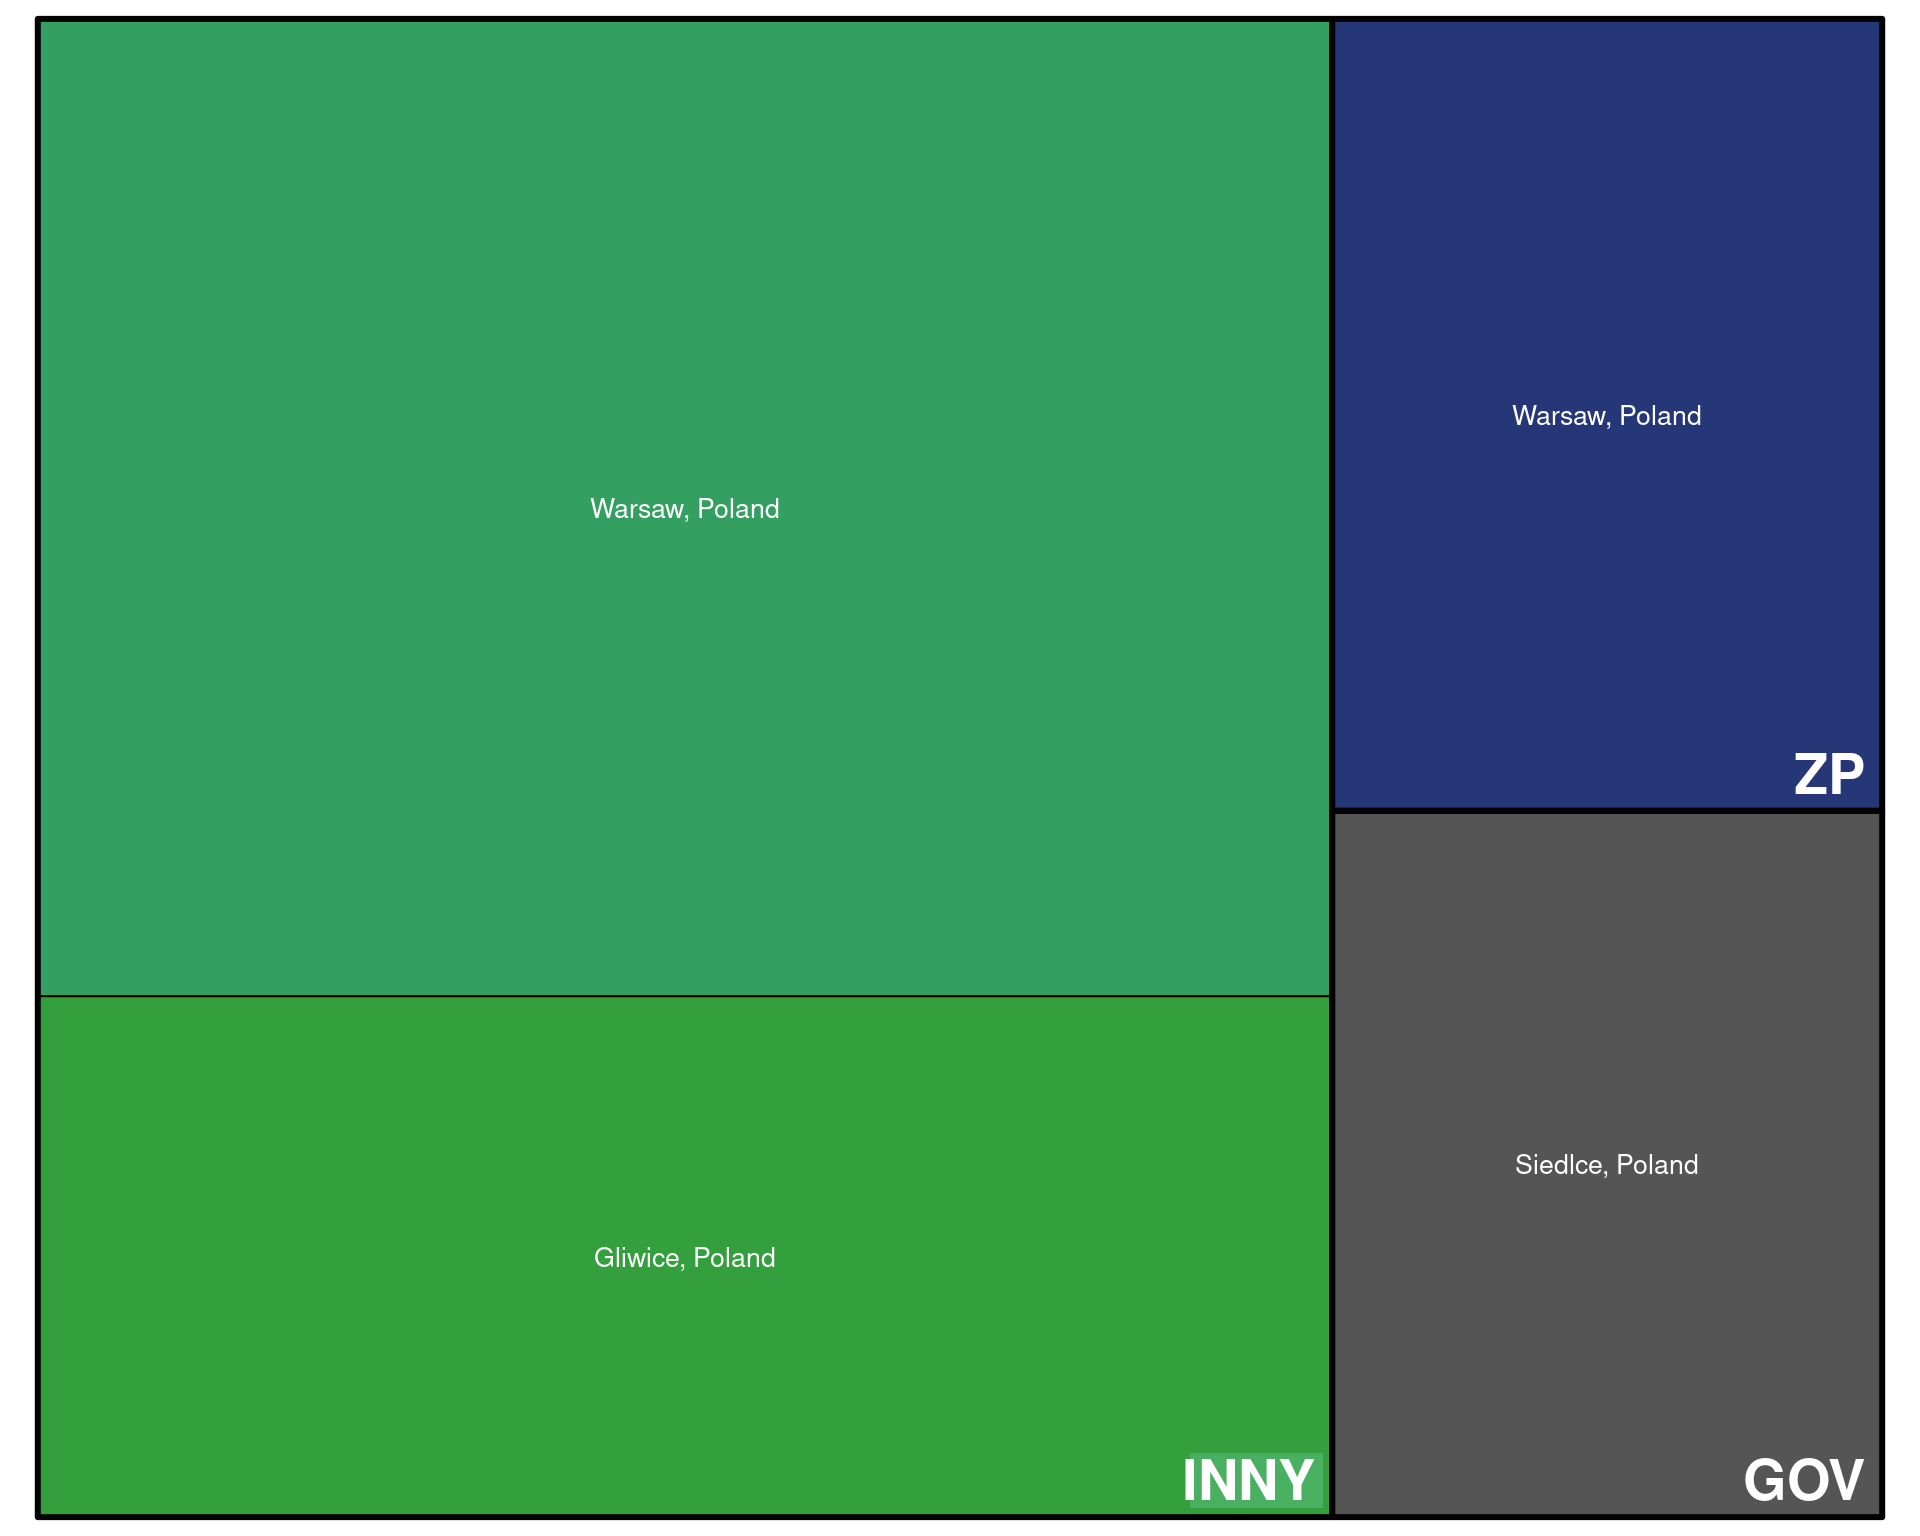 Warsaw, Poland
Gliwice, Poland
INNY
Warsaw, Poland
ZP
Siedlce, Poland
GOV